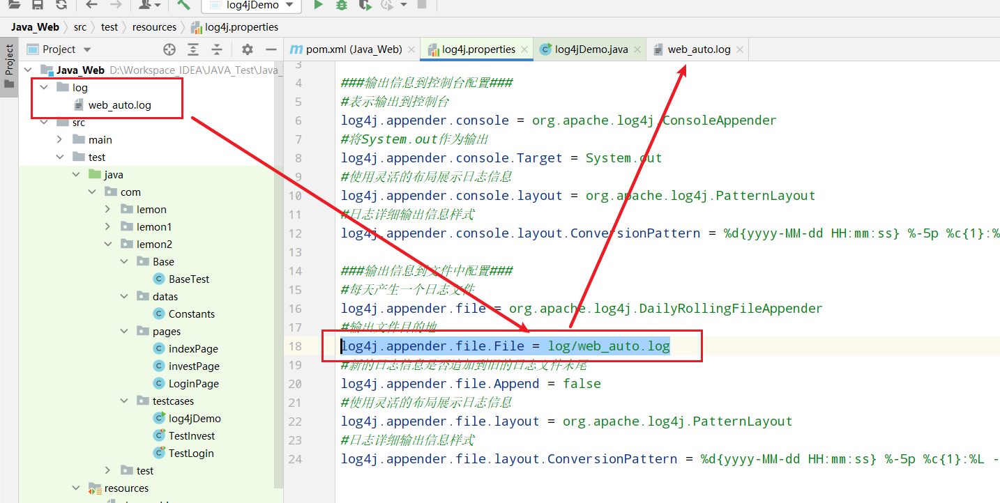 log4jDemo
Java_Web src test resources log4j.properties
Project
Project
pom.xml (Java_Web) log4j.properties log4jDemo.java web_auto.log
Java_Web D:\Workspace_IDEA\JAVA_Test\Java_
log
web_auto.log
src
main
test
java
com
lemon
lemon1
lemon2
Base
BaseTest
datas
Constants
pages
indexPage
investPage
LoginPage
testcases
log4jDemo
TestInvest
TestLogin
test
resources
3
4 ###输出信息到控制台配置###
5 #表示输出到控制台
6 log4j.appender.console = org.apache.log4j.ConsoleAppender
7 #将System.out作为输出
8 log4j.appender.console.Target = System.out
9 #使用灵活的布局展示日志信息
10 log4j.appender.console.layout = org.apache.log4j.PatternLayout
11 #日志详细输出信息样式
12 log4j.appender.console.layout.ConversionPattern = %d{yyyy-MM-dd HH:mm:ss} %-5p %c{1}:%
13
14 ###输出信息到文件中配置###
15 #每天产生一个日志文件
16 log4j.appender.file = org.apache.log4j.DailyRollingFileAppender
17 #输出文件目的地
18 log4j.appender.file.File = log/web_auto.log
19 #新的日志信息是否追加到旧的日志文件末尾
20 log4j.appender.file.Append = false
21 #使用灵活的布局展示日志信息
22 log4j.appender.file.layout = org.apache.log4j.PatternLayout
23 #日志详细输出信息样式
24 log4j.appender.file.layout.ConversionPattern = %d{yyyy-MM-dd HH:mm:ss} %-5p %c{1}:%L -